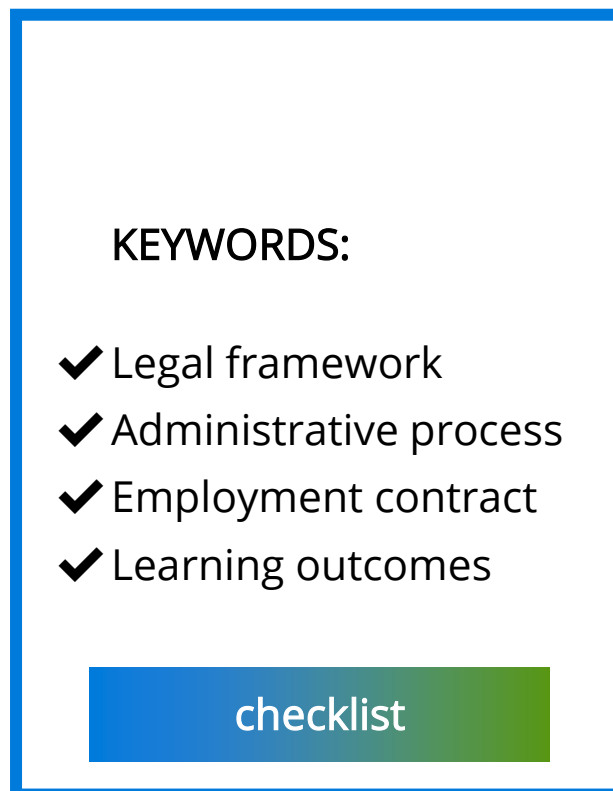 KEYWORDS:
Legal framework
Administrative process
Employment contract
Learning outcomes
checklist